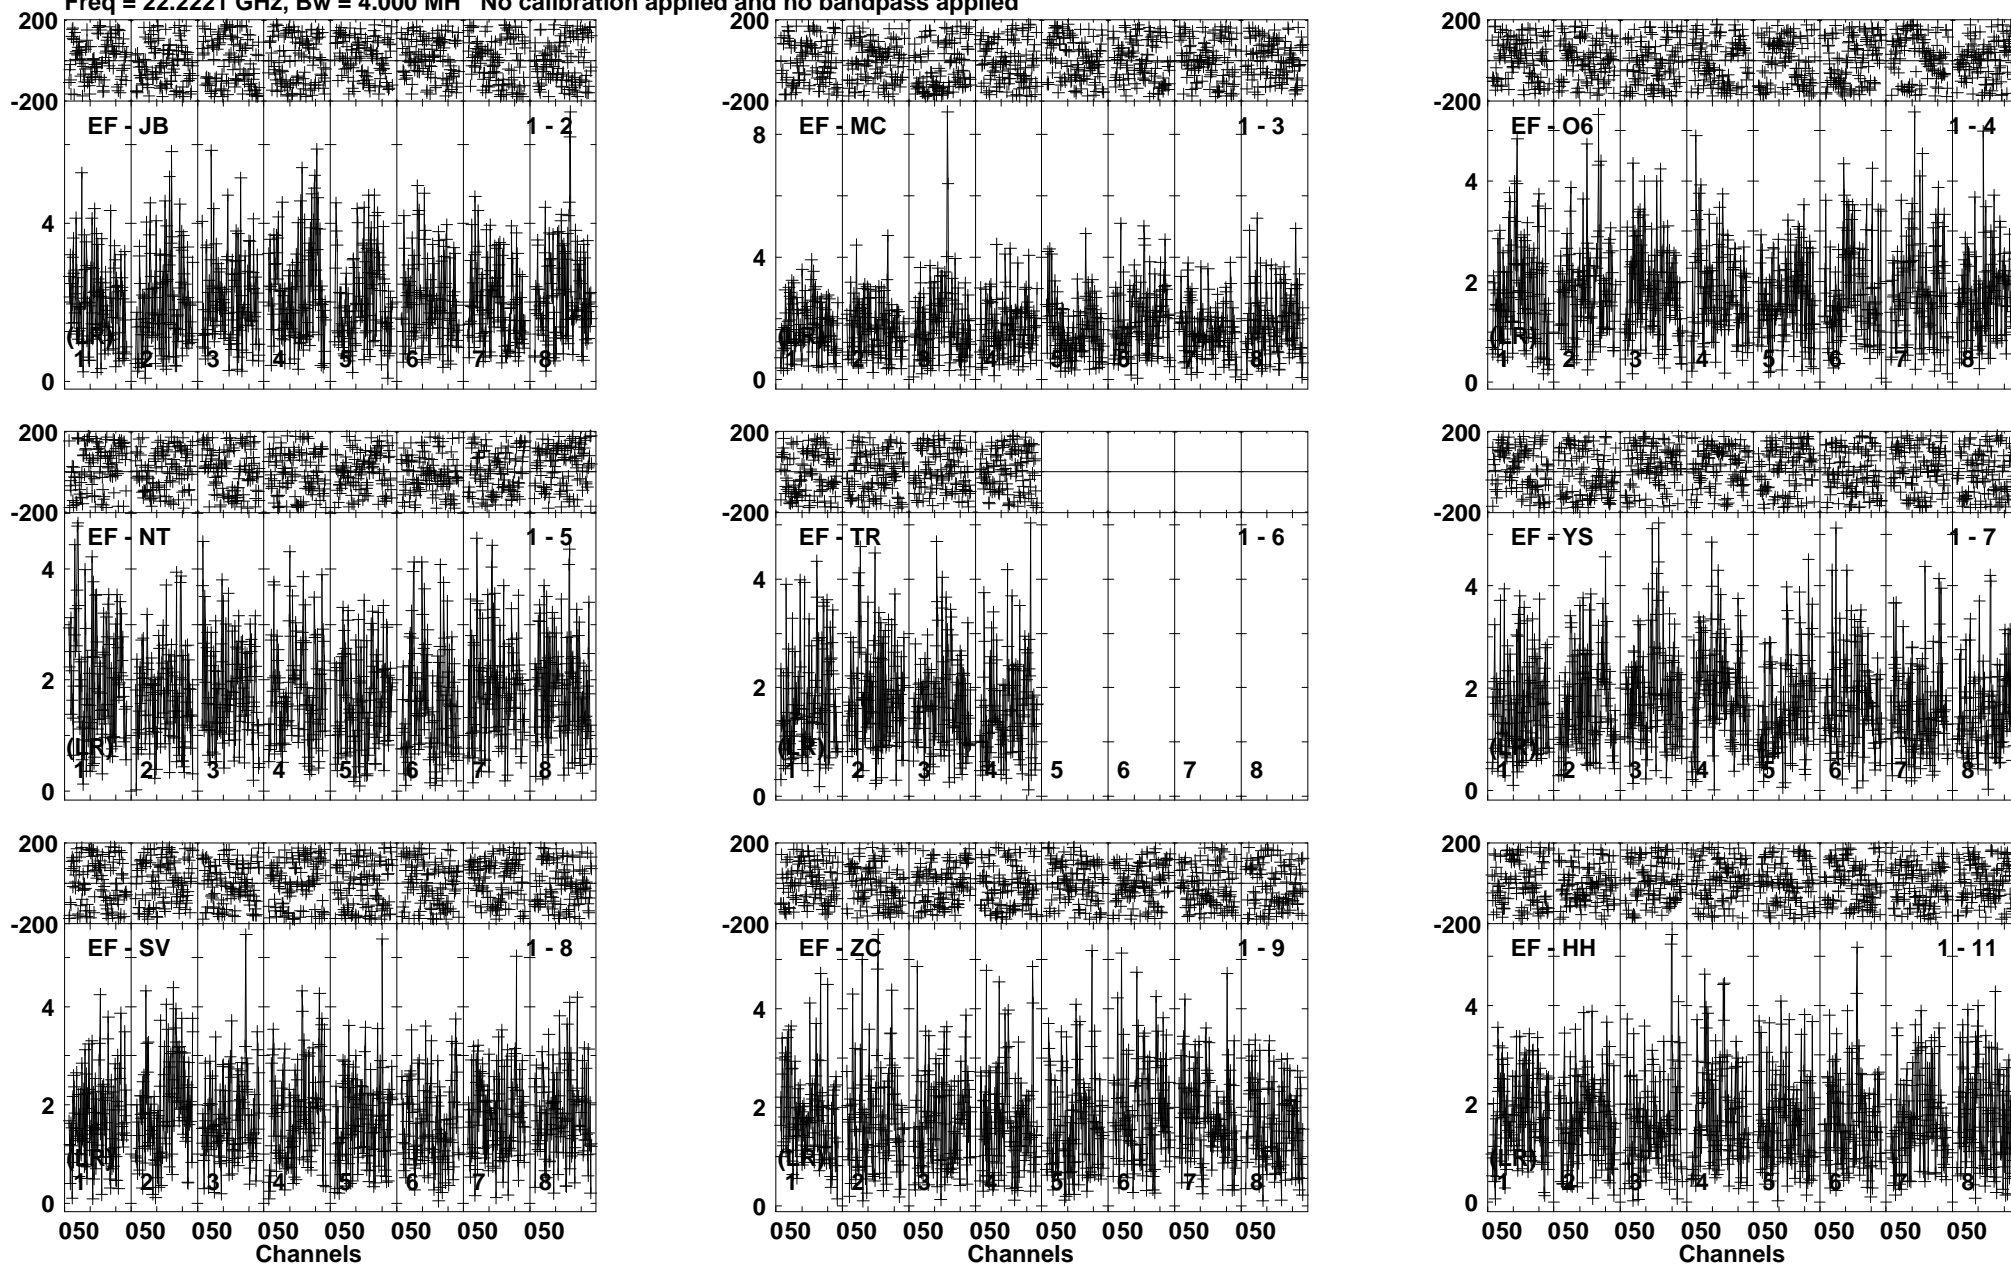 Freq = 22.2221 GHz, Bw = 4.000 MH No calibration applied and no bandpass applied
200
-200
EF - JB 1 - 2
4
(LR)
1 2 3 4 5 6 7 8
0
200
-200
EF - MC 1 - 3
8
4
(LR)
1 2 3 4 5 6 7 8
0
200
-200
EF - O6 1 - 4
4
2
(LR)
1 2 3 4 5 6 7 8
0
200
-200
EF - NT 1 - 5
4
2
(LR)
1 2 3 4 5 6 7 8
0
200
-200
EF - TR 1 - 6
4
2
(LR)
1 2 3 4 5 6 7 8
0
200
-200
EF - YS 1 - 7
4
2
(LR)
1 2 3 4 5 6 7 8
0
200
-200
EF - SV 1 - 8
4
2
(LR)
1 2 3 4 5 6 7 8
0
050 050 050 050 050 050 050 050
Channels
200
-200
EF - ZC 1 - 9
4
2
(LR)
1 2 3 4 5 6 7 8
0
050 050 050 050 050 050 050 050
Channels
200
-200
EF - HH 1 - 11
4
2
(LR)
1 2 3 4 5 6 7 8
0
050 050 050 050 050 050 050 050
Channels